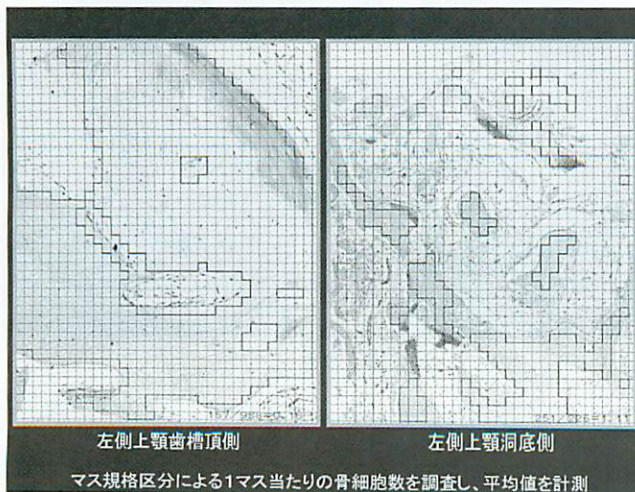 左側上顎歯槽頂側
左側上顎洞底側
マス規格区分による1マス当たりの骨細胞数を調査し、平均値を計測